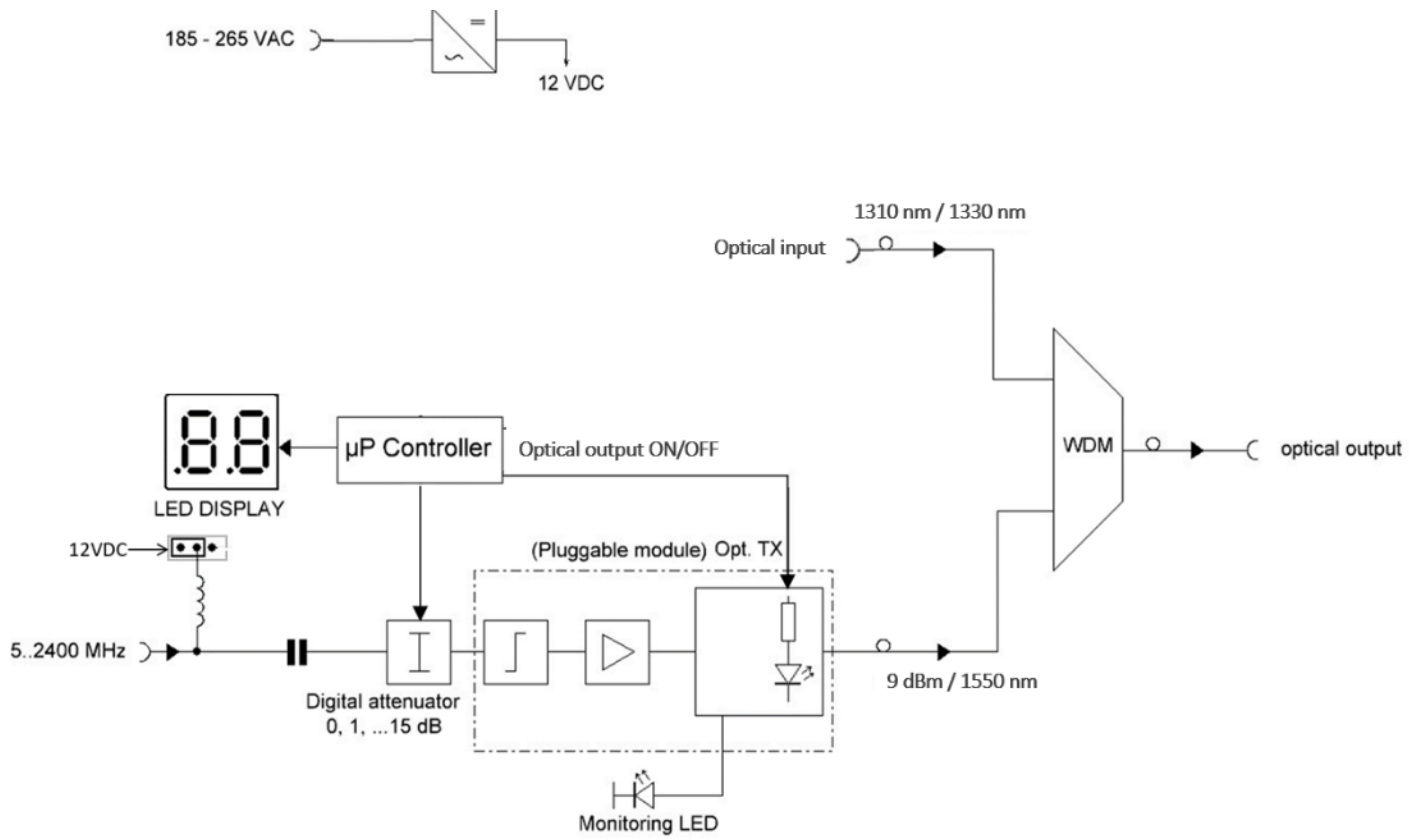 185 - 265 VAC
12 VDC
1310 nm / 1330 nm
Optical input
WDM
optical output
.8.8
µP Controller
Optical output ON/OFF
LED DISPLAY
12VDC
(Pluggable module) Opt. TX
5..2400 MHz
Digital attenuator
0, 1, ...15 dB
9 dBm / 1550 nm
Monitoring LED